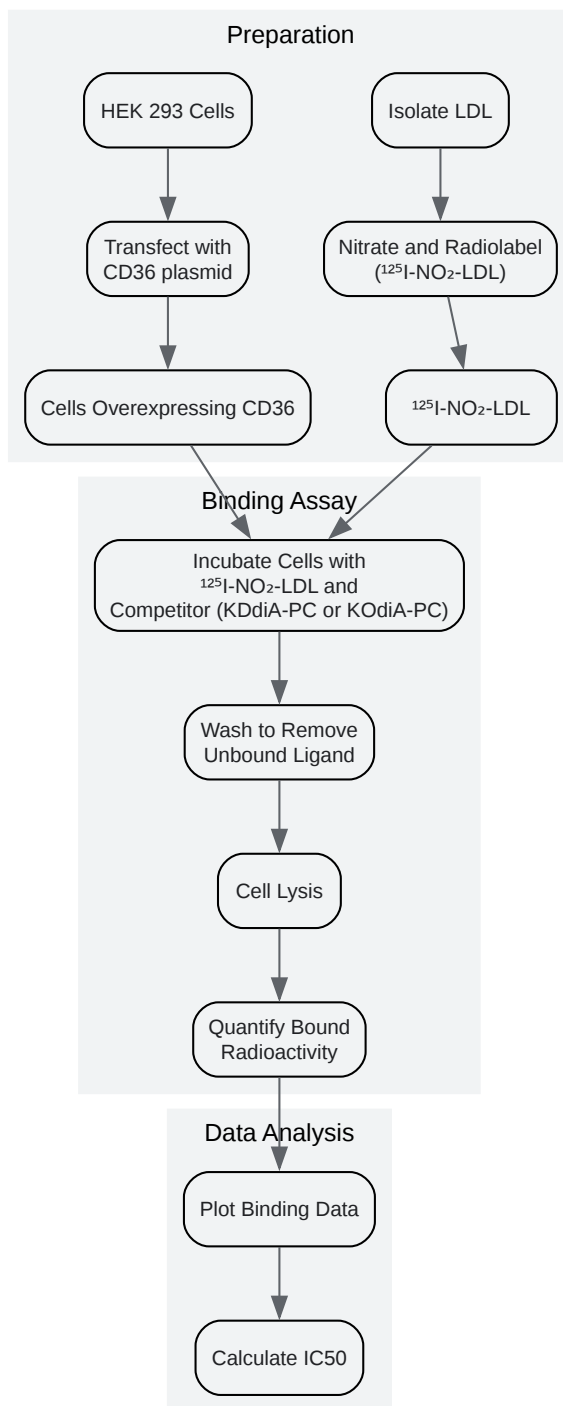 Preparation
HEK 293 Cells
Isolate LDL
Transfect with
CD36 plasmid
Nitrate and Radiolabel
(¹²⁵I-NO₂-LDL)
Cells Overexpressing CD36
¹²⁵I-NO₂-LDL
Binding Assay
Incubate Cells with
¹²⁵I-NO₂-LDL and
Competitor (KDdiA-PC or KOdiA-PC)
Wash to Remove
Unbound Ligand
Cell Lysis
Quantify Bound
Radioactivity
Data Analysis
Plot Binding Data
Calculate IC50